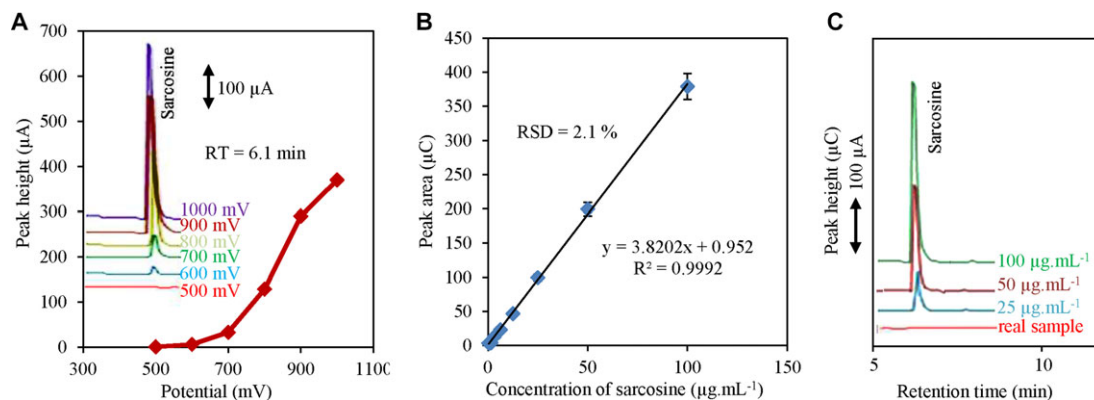 A
700
600
500
400
300
200
100
0
Peak height (µA)
Sarcosine
100 µA
RT = 6.1 min
1000 mV
900 mV
800 mV
700 mV
600 mV
500 mV
300
500
700
900
1100
Potential (mV)
B
450
400
350
300
250
200
150
100
50
0
Peak area (µC)
RSD = 2.1 %
y = 3.8202x + 0.952
R² = 0.9992
0
50
100
150
Concentration of sarcosine (µg.mL⁻¹)
C
Peak height (µC)
100 µA
Sarcosine
100 µg.mL⁻¹
50 µg.mL⁻¹
25 µg.mL⁻¹
real sample
5
10
Retention time (min)